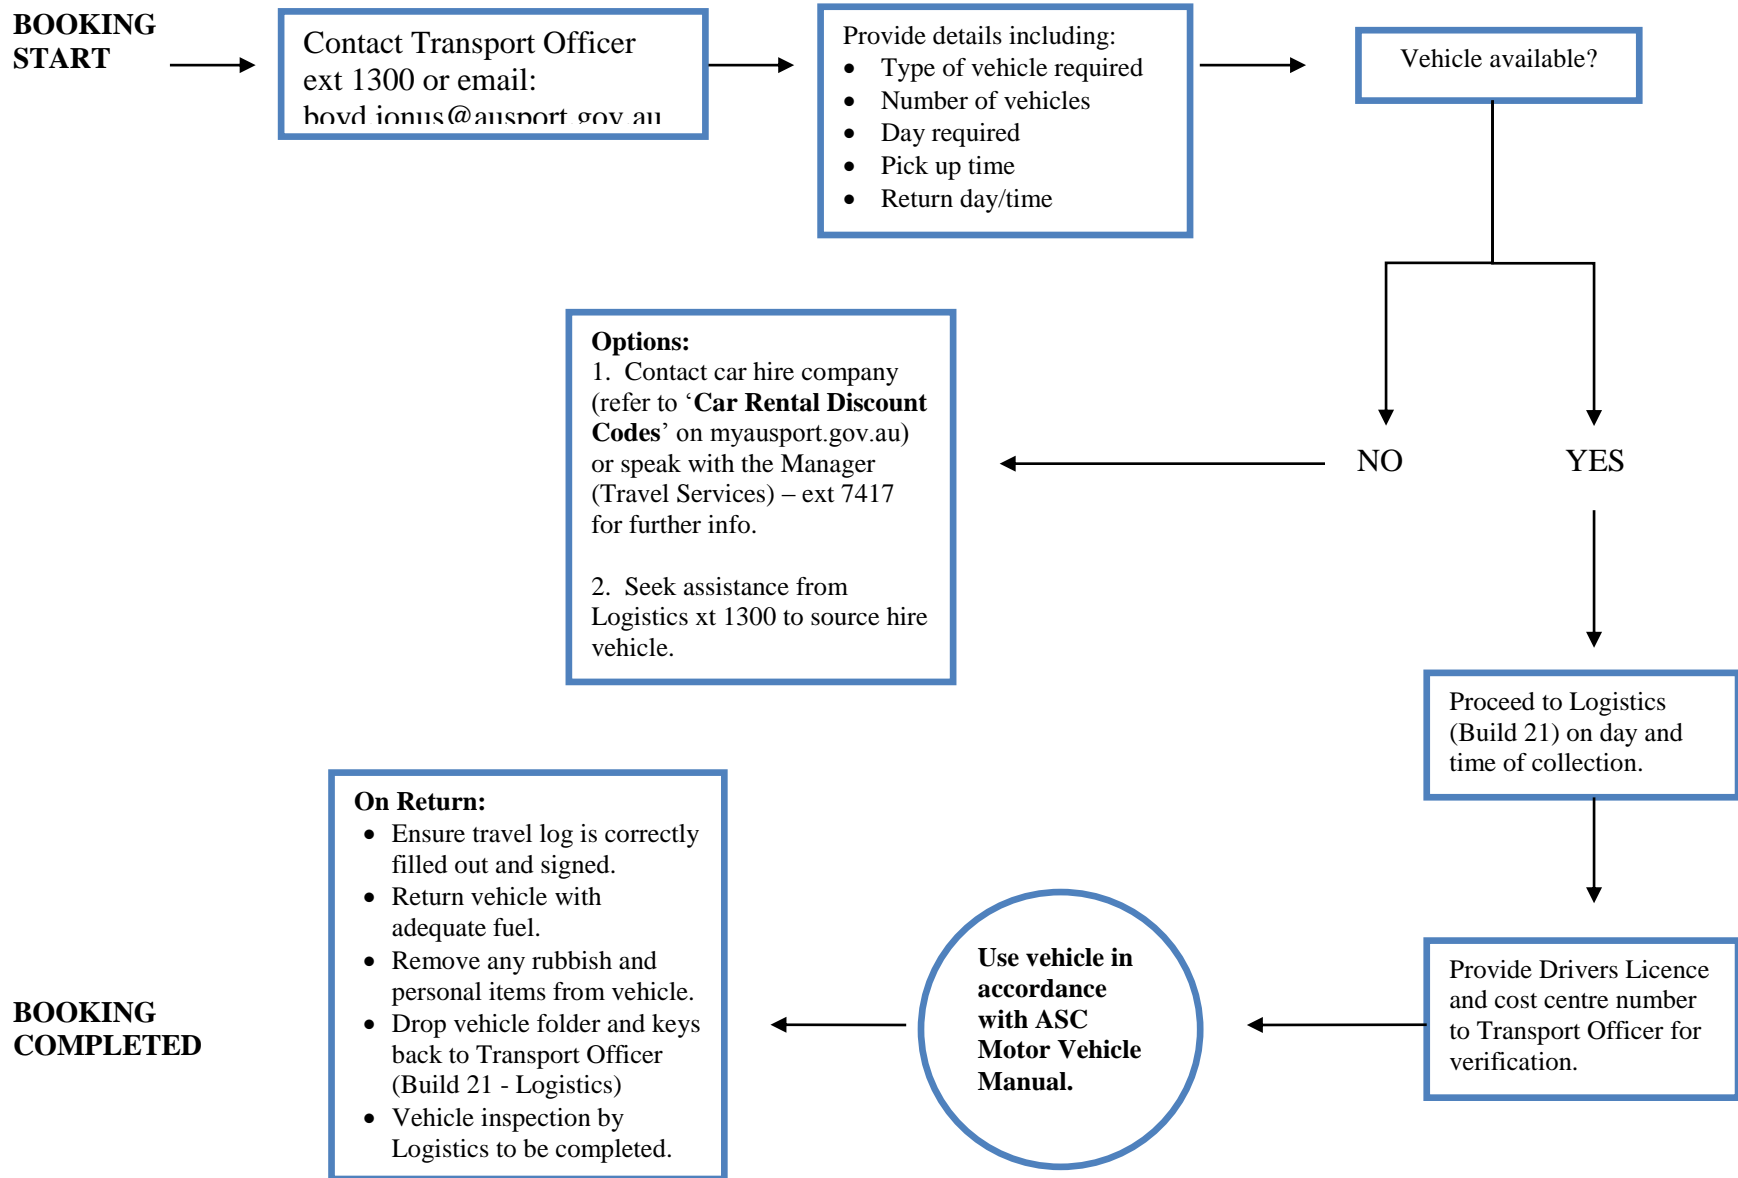 BOOKING
START
Contact Transport Officer
ext 1300 or email:
boyd.jonus@ausport.gov.au
Provide details including:
• Type of vehicle required
• Number of vehicles
• Day required
• Pick up time
• Return day/time
Vehicle available?
NO
YES
Options:
1. Contact car hire company
(refer to ‘Car Rental Discount
Codes’ on myausport.gov.au)
or speak with the Manager
(Travel Services) – ext 7417
for further info.
2. Seek assistance from
Logistics xt 1300 to source hire
vehicle.
Proceed to Logistics
(Build 21) on day and
time of collection.
Provide Drivers Licence
and cost centre number
to Transport Officer for
verification.
Use vehicle in
accordance
with ASC
Motor Vehicle
Manual.
On Return:
• Ensure travel log is correctly
filled out and signed.
• Return vehicle with
adequate fuel.
• Remove any rubbish and
personal items from vehicle.
• Drop vehicle folder and keys
back to Transport Officer
(Build 21 - Logistics)
• Vehicle inspection by
Logistics to be completed.
BOOKING
COMPLETED